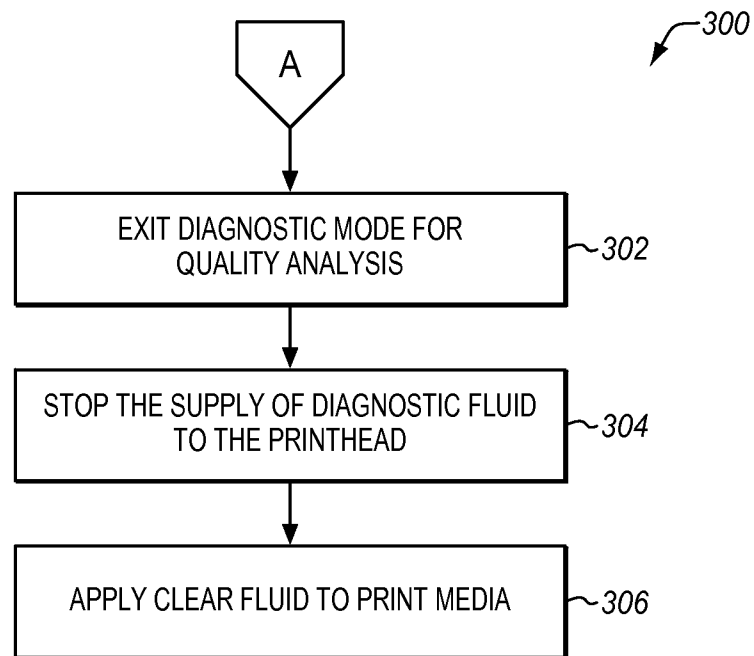 300
A
EXIT DIAGNOSTIC MODE FOR
QUALITY ANALYSIS
302
STOP THE SUPPLY OF DIAGNOSTIC FLUID
TO THE PRINTHEAD
304
APPLY CLEAR FLUID TO PRINT MEDIA
306